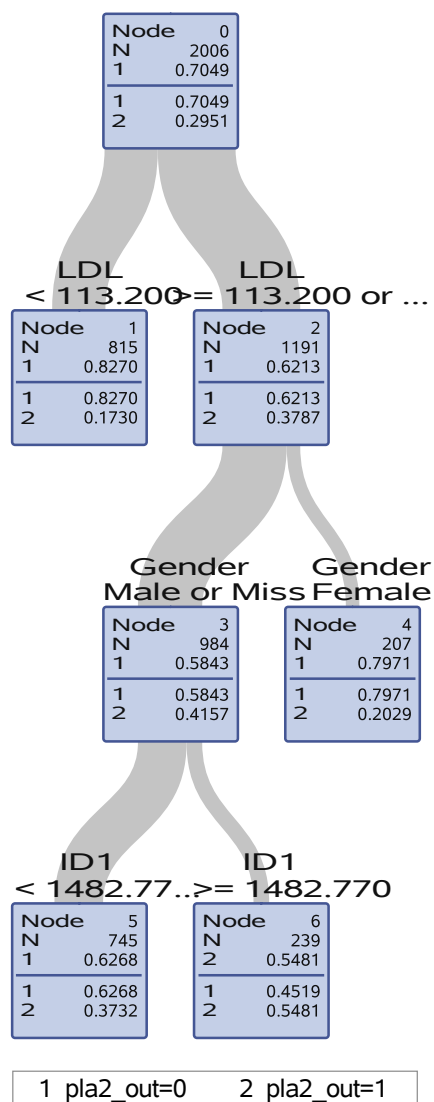 Node 0
N 2006
1 0.7049
1 0.7049
2 0.2951
LDL
< 113.200
LDL
>= 113.200 or ...
Node 1
N 815
1 0.8270
1 0.8270
2 0.1730
Node 2
N 1191
1 0.6213
1 0.6213
2 0.3787
Gender
Male or Miss
Gender
Female
Node 3
N 984
1 0.5843
1 0.5843
2 0.4157
Node 4
N 207
1 0.7971
1 0.7971
2 0.2029
ID1
< 1482.77...
ID1
>= 1482.770
Node 5
N 745
1 0.6268
1 0.6268
2 0.3732
Node 6
N 239
2 0.5481
1 0.4519
2 0.5481
1 pla2_out=0 2 pla2_out=1